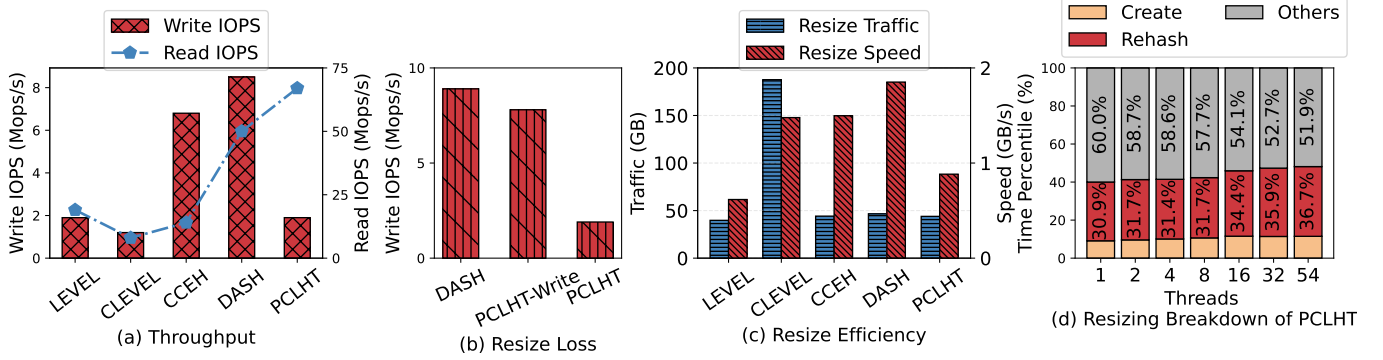 Write IOPS
Read IOPS
Write IOPS (Mops/s)
8
6
4
2
0
75
50
25
0
Read IOPS (Mops/s)
LEVEL
CLEVEL
CCEH
DASH
PCLHT
(a) Throughput
Write IOPS (Mops/s)
10
5
0
DASH
PCLHT-Write
PCLHT
(b) Resize Loss
Resize Traffic
Resize Speed
Traffic (GB)
200
150
100
50
0
2
1
0
Speed (GB/s)
LEVEL
CLEVEL
CCEH
DASH
PCLHT
(c) Resize Efficiency
Create
Others
Rehash
Time Percentile (%)
100
80
60
40
20
0
60.0%
58.7%
58.6%
57.7%
54.1%
52.7%
51.9%
30.9%
31.7%
31.4%
31.7%
34.4%
35.9%
36.7%
1 2 4 8 16 32 54
Threads
(d) Resizing Breakdown of PCLHT